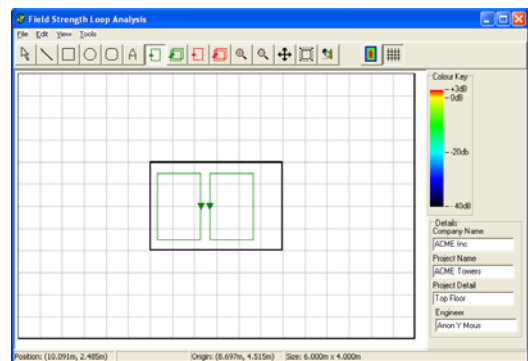 Field Strength Loop Analysis
File Edit View Tools
A
Colour Key
+3dB
0dB
-20db
-40dB
Details
Company Name
ACME Inc
Project Name
ACME Towers
Project Detail
Top Floor
Engineer
Anon Y Mous
Position: (10.091m, 2.485m) Origin: (8.697m, 4.515m) Size: 6.000m x 4.000m